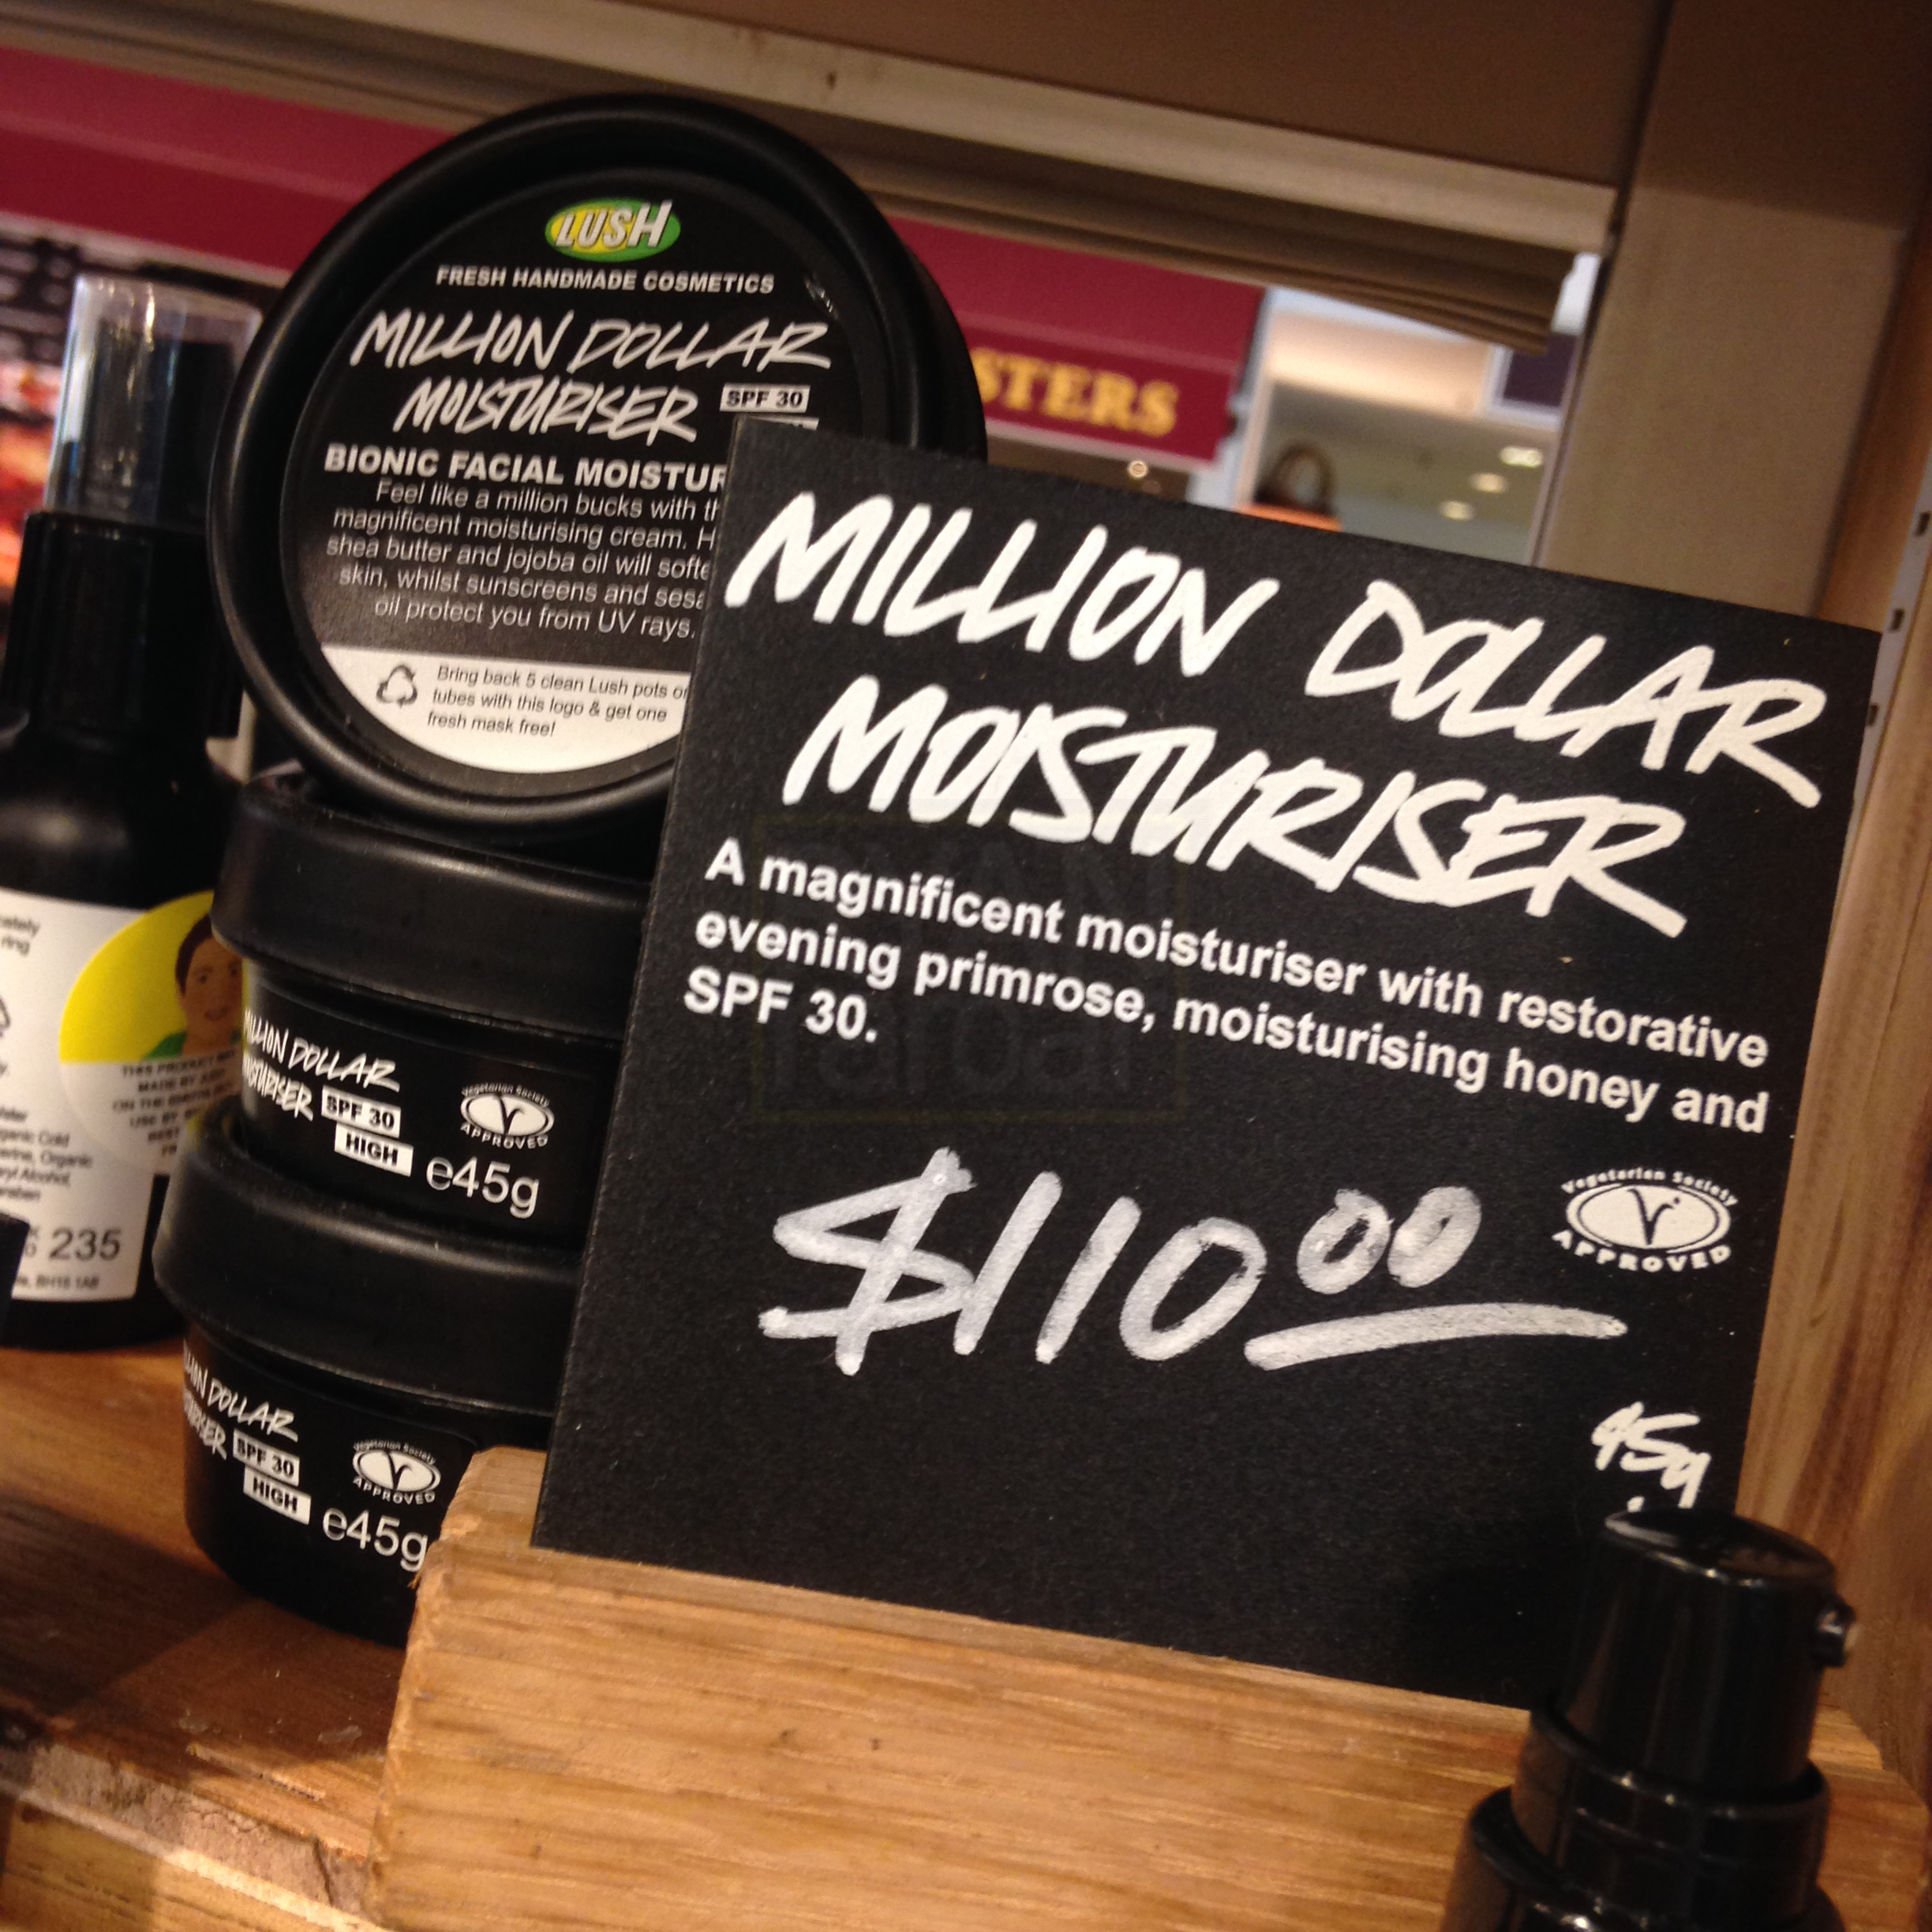 LUSH
FRESH HANDMADE COSMETICS
MILLION DOLLAR
MOISTURISER SPF 30
BIONIC FACIAL MOISTUR
Feel like a million bucks with th
magnificent moisturising cream. H
shea butter and jojoba oil will softe
skin, whilst sunscreens and sesa
oil protect you from UV rays.
Bring back 5 clean Lush pots or
tubes with this logo & get one
fresh mask free!
STERS
MILLION DOLLAR
MOISTURISER
A magnificent moisturiser with restorative
evening primrose, moisturising honey and
SPF 30.
$110.00
Vegetarian Society
APPROVED
45g
MILLION DOLLAR
MOISTURISER SPF 30
HIGH
Vegetarian Society
APPROVED
e45g
DOLLAR
SPF 30
HIGH
Vegetarian Society
APPROVED
e45g
235